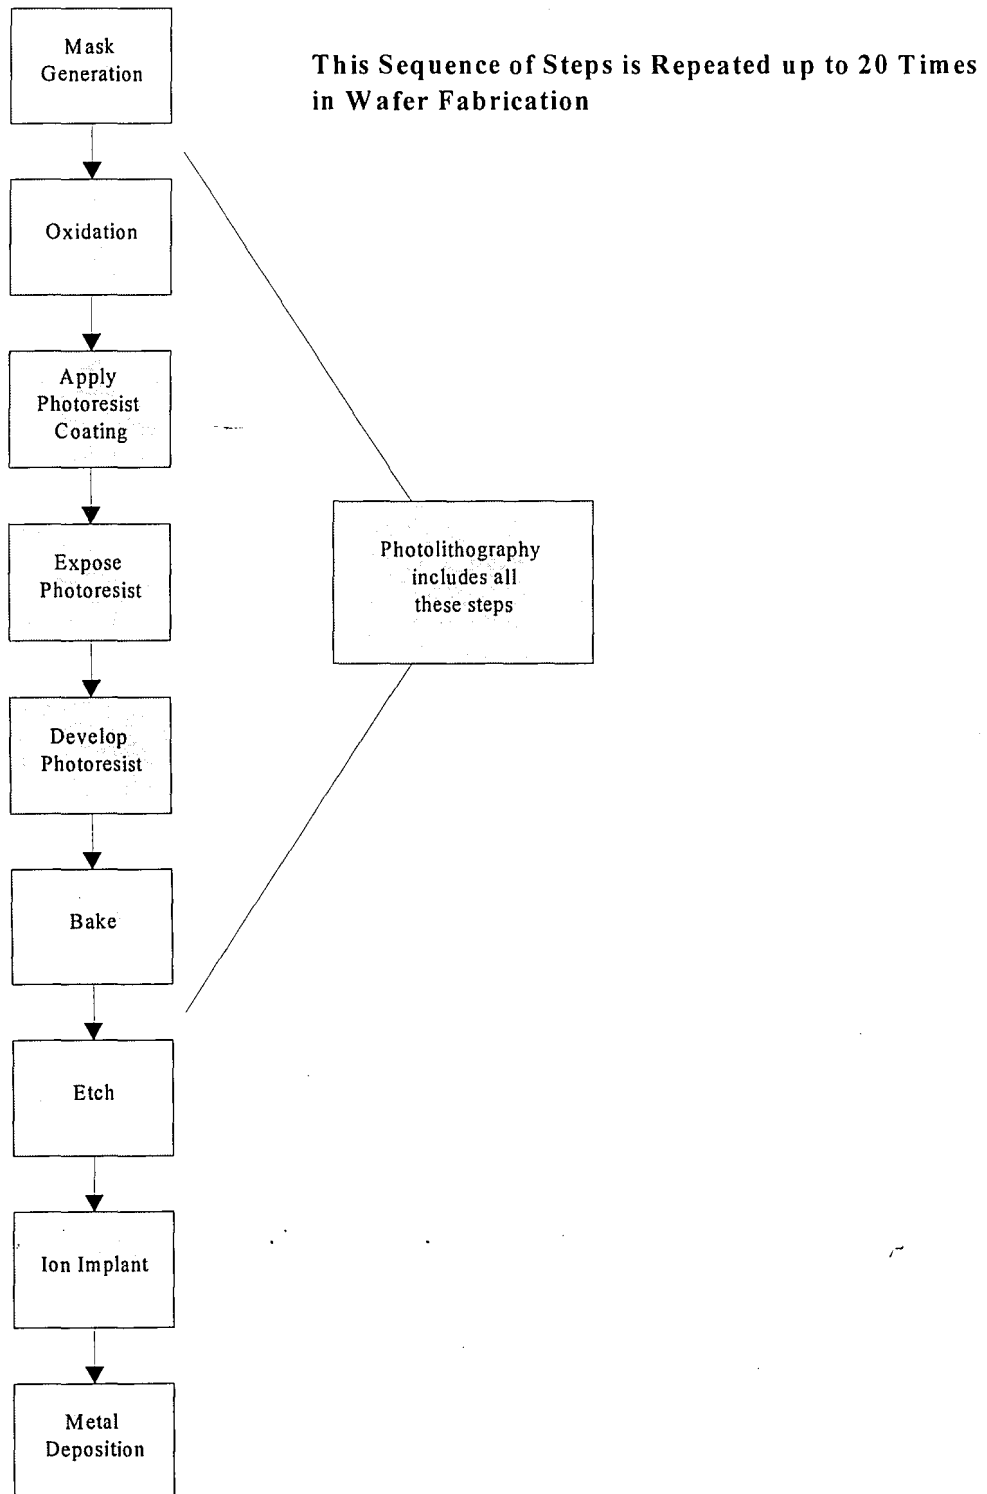 Mask
Generation
This Sequence of Steps is Repeated up to 20 Times
in Wafer Fabrication
Oxidation
Apply
Photoresist
Coating
Expose
Photoresist
Photolithography
includes all
these steps
Develop
Photoresist
Bake
Etch
Ion Implant
Metal
Deposition